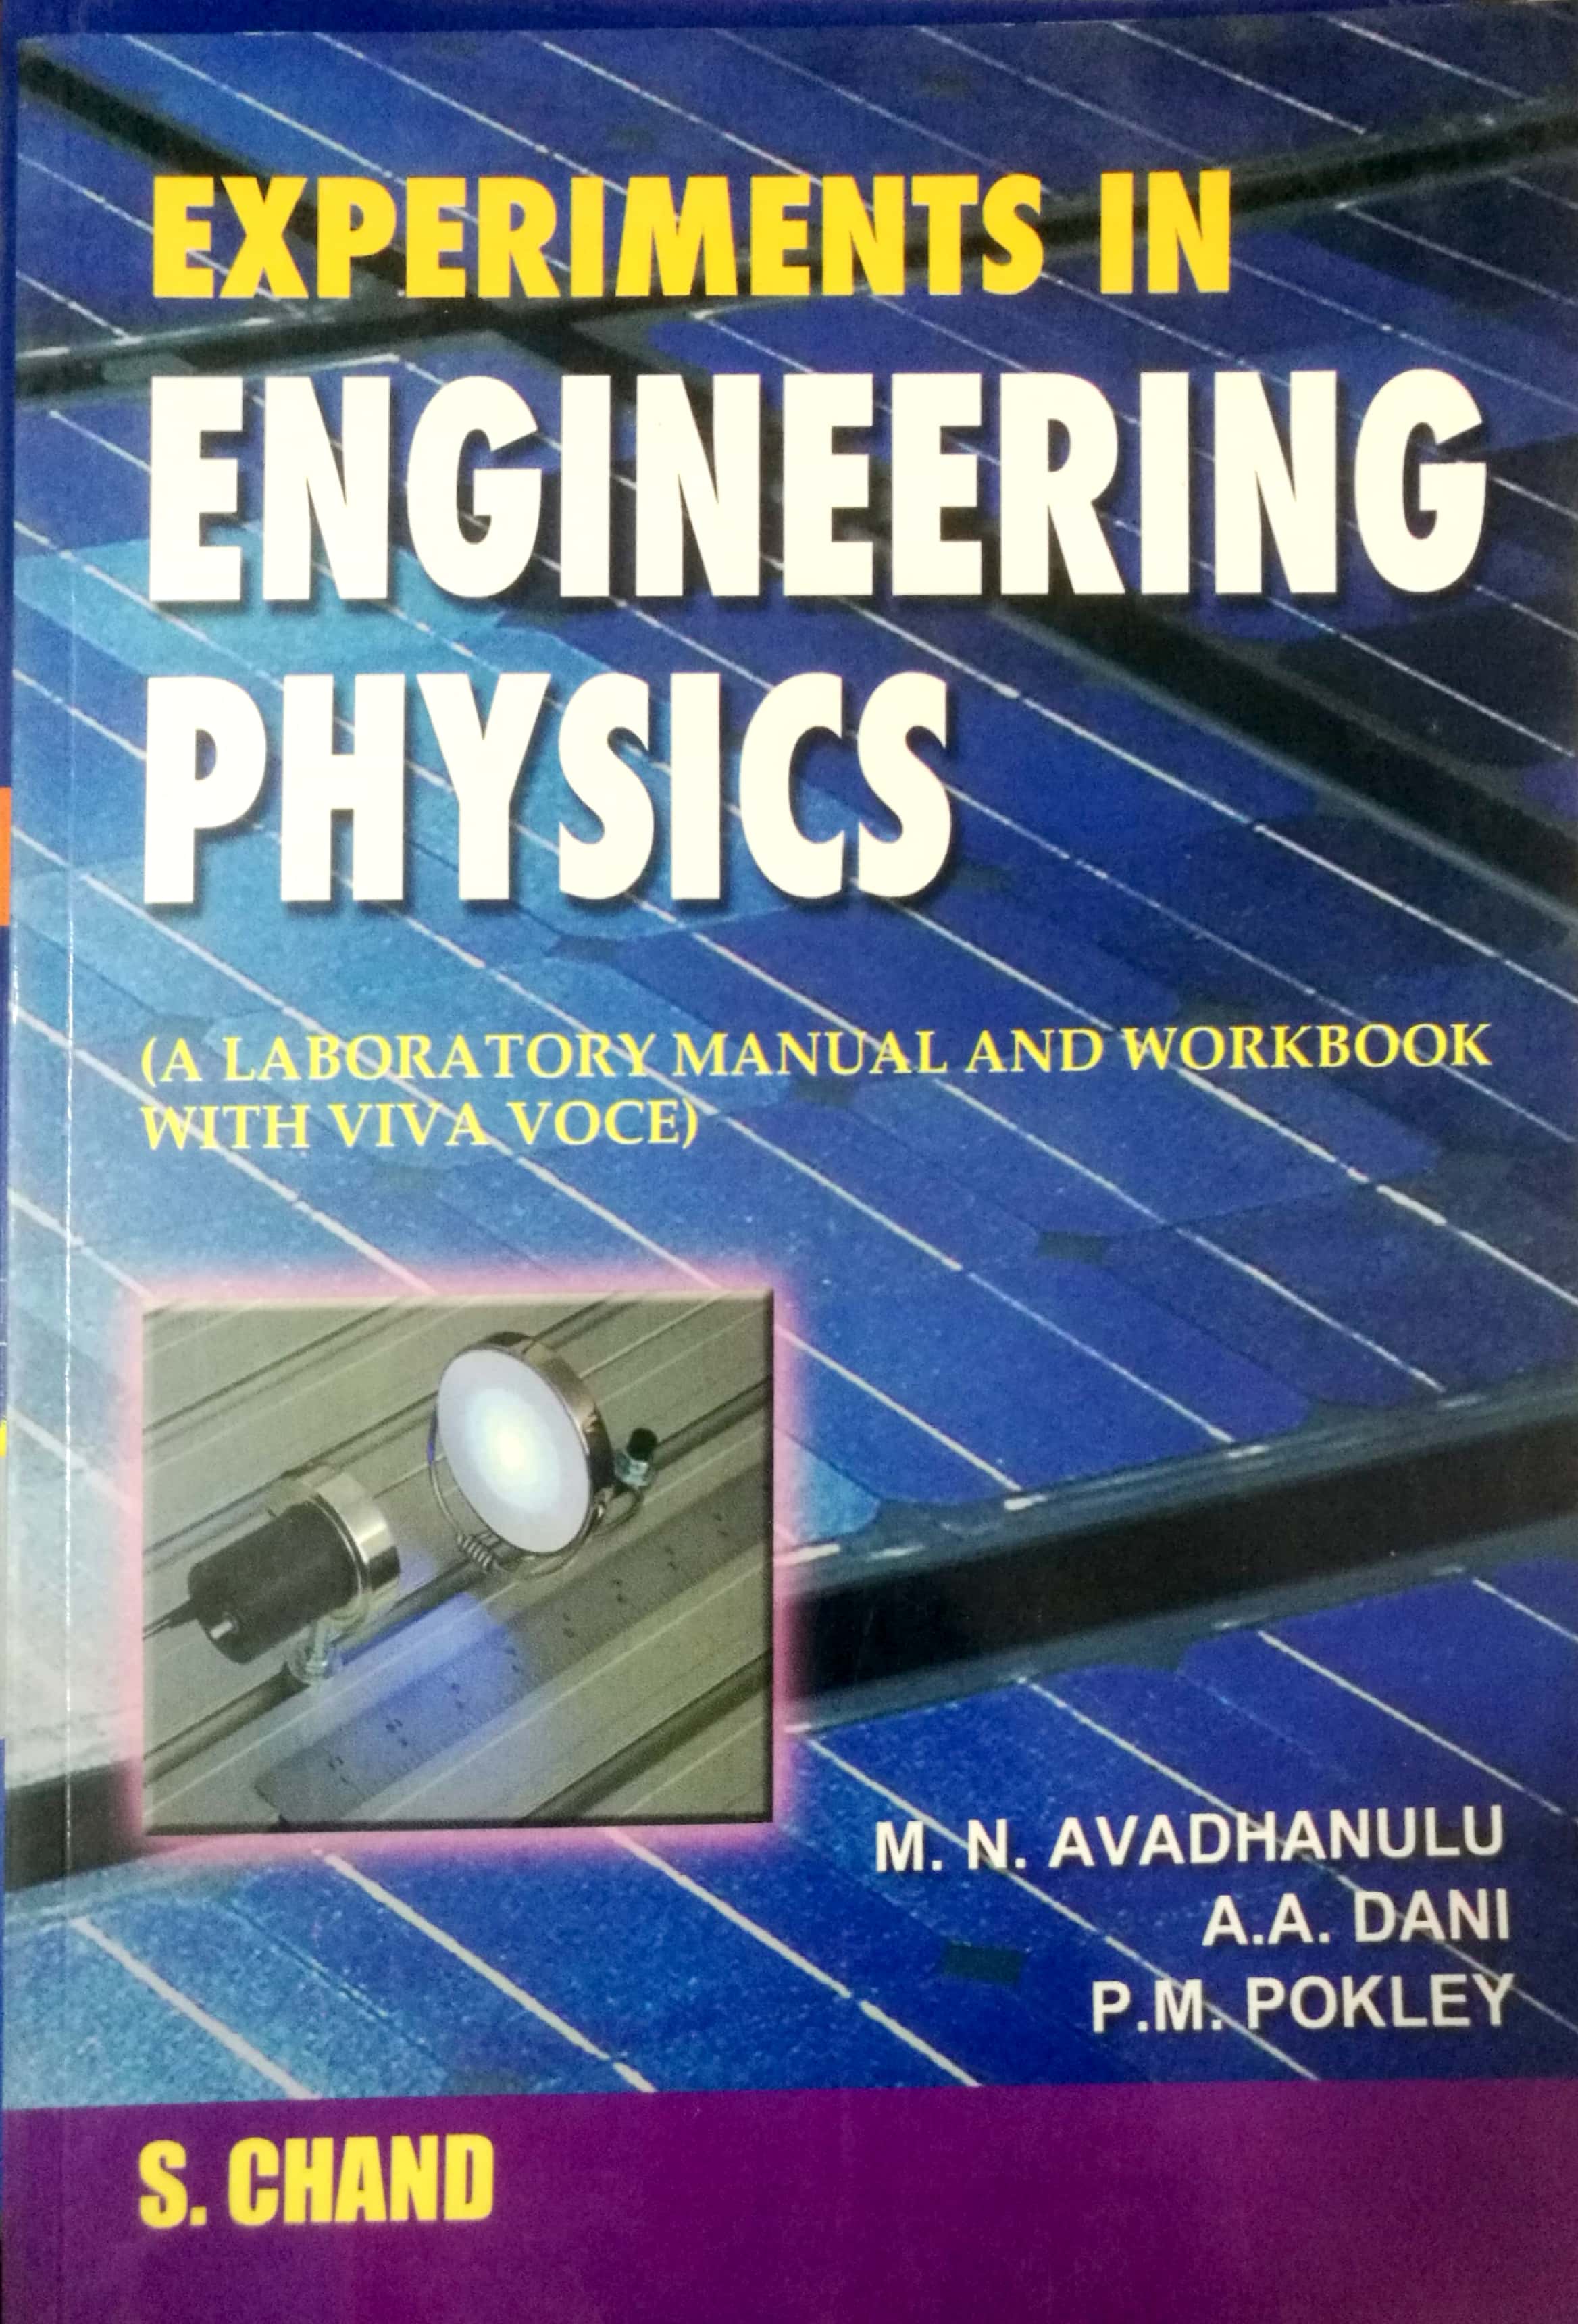 EXPERIMENTS IN
ENGINEERING
PHYSICS
(A LABORATORY MANUAL AND WORKBOOK
WITH VIVA VOCE)
M. N. AVADHANULU
A.A. DANI
P.M. POKLEY
S. CHAND